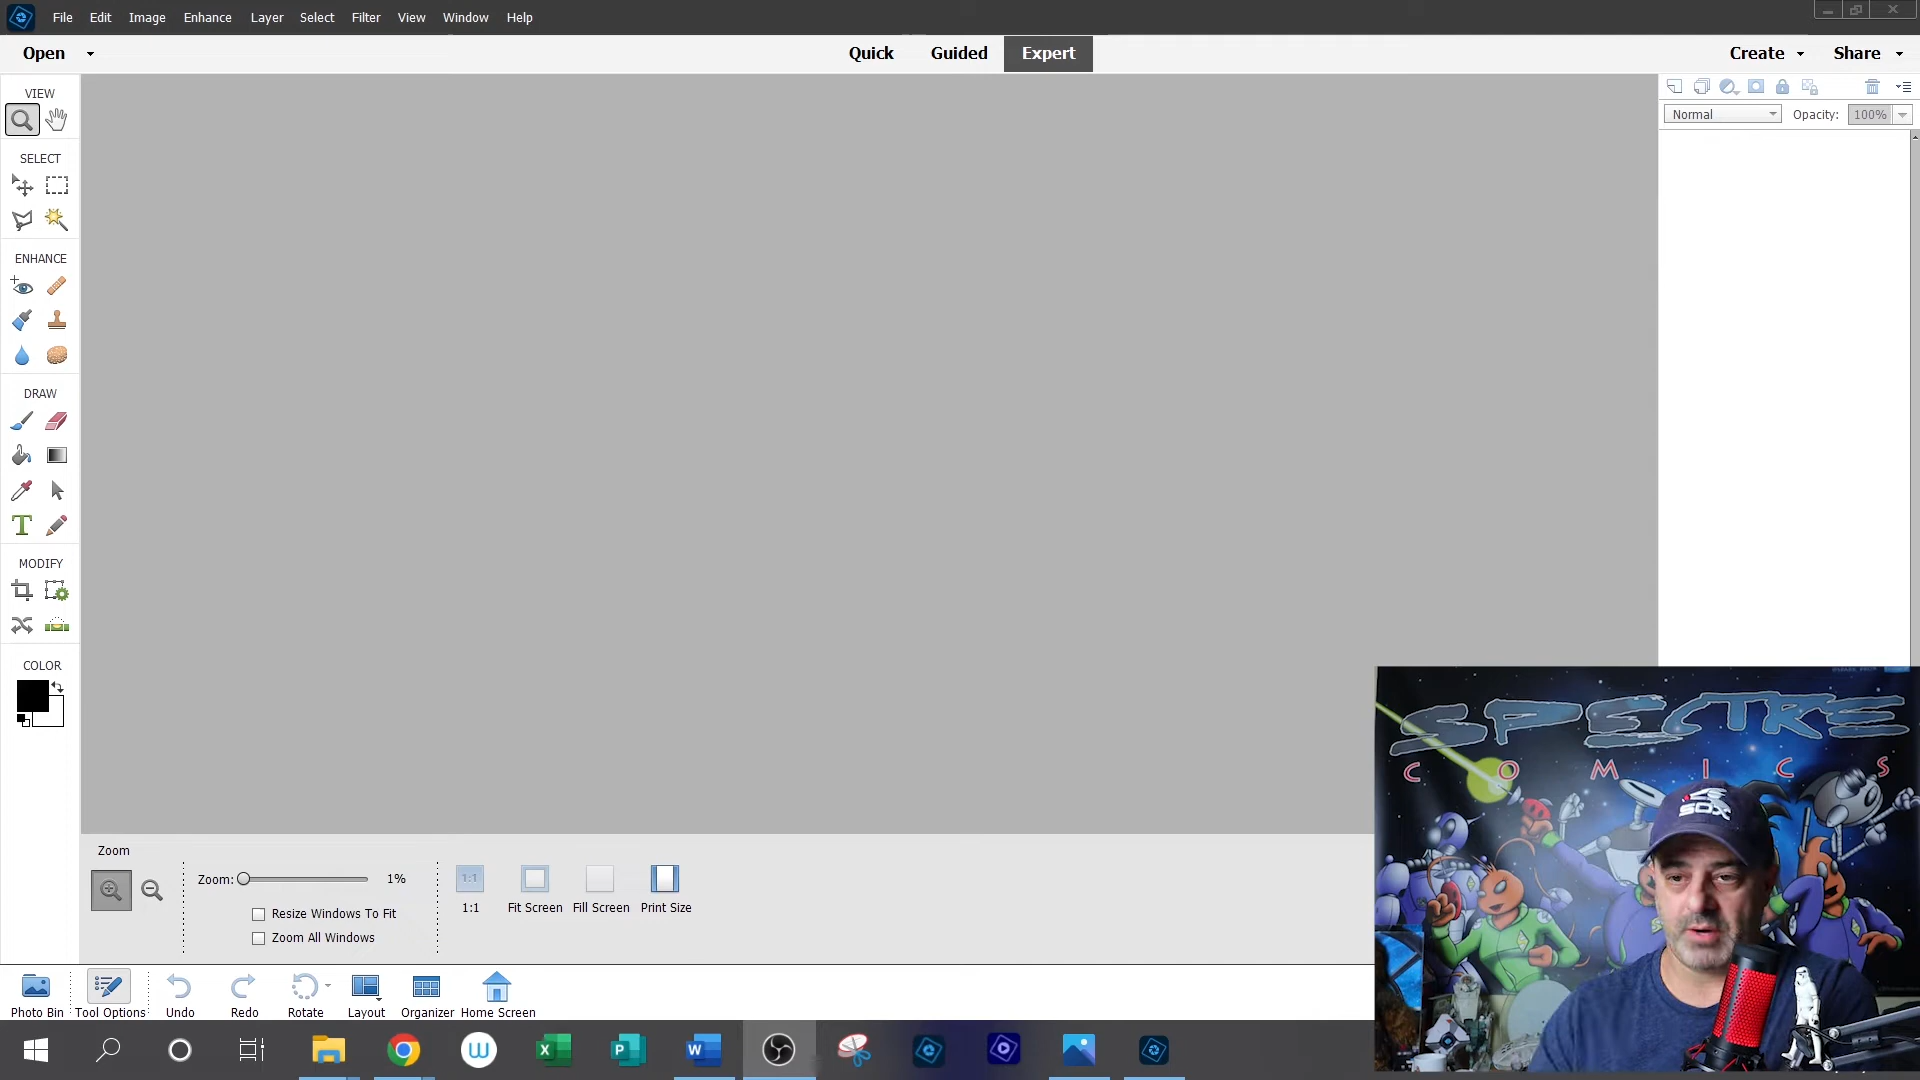 File Edit Image Enhance Layer Select Filter View Window Help
Open Quick Guided Expert Create Share
VIEW
Normal Opacity: 100%
SELECT
ENHANCE
DRAW
T
MODIFY
COLOR
SPECTRE
COMICS
SOX
Zoom
Zoom: 1%
1:1
Resize Windows To Fit
Zoom All Windows
1:1 Fit Screen Fill Screen Print Size
Photo Bin Tool Options Undo Redo Rotate Layout Organizer Home Screen
W X P W